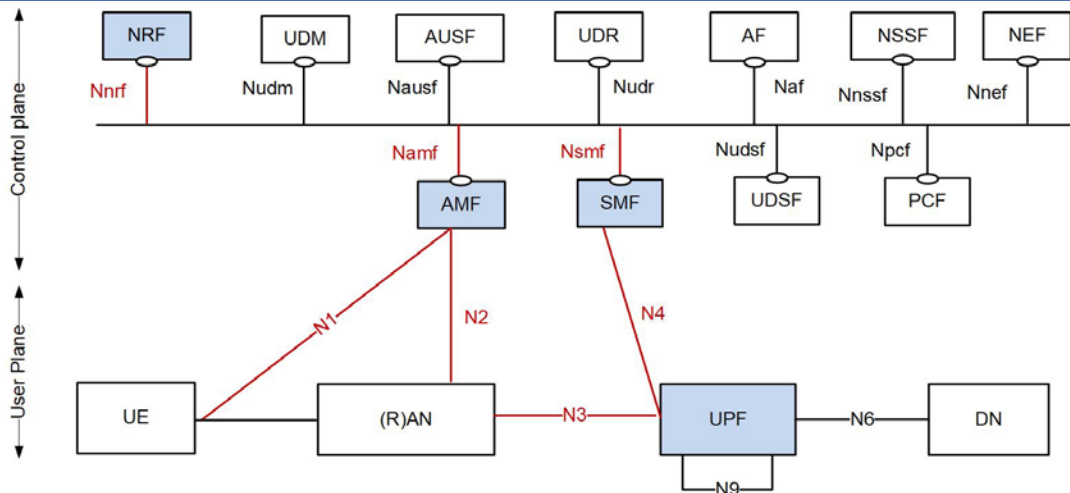 NRF
UDM
AUSF
UDR
AF
NSSF
NEF
Nnrf
Nudm
Nausf
Nudr
Naf
Nnssf
Nnef
Control plane
Namf
Nsmf
Nudsf
Npcf
AMF
SMF
UDSF
PCF
User Plane
N1
N2
N4
UE
(R)AN
N3
UPF
N6
DN
N9